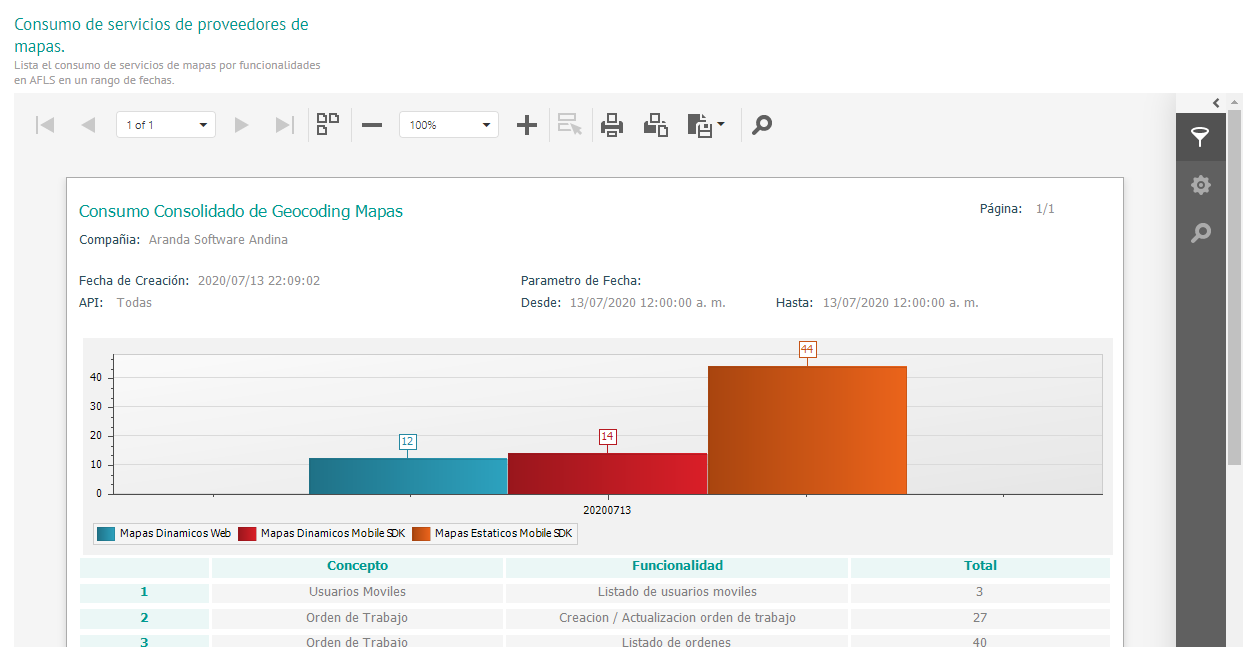 Consumo de servicios de proveedores de
mapas.
Lista el consumo de servicios de mapas por funcionalidades
en AFLS en un rango de fechas.
1 of 1
100%
Consumo Consolidado de Geocoding Mapas
Página: 1/1
Compañia: Aranda Software Andina
Fecha de Creación: 2020/07/13 22:09:02
Parametro de Fecha:
API: Todas
Desde: 13/07/2020 12:00:00 a. m.
Hasta: 13/07/2020 12:00:00 a. m.
44
40
30
20
10
0
12
14
20200713
Mapas Dinamicos Web
Mapas Dinamicos Mobile SDK
Mapas Estaticos Mobile SDK
Concepto Funcionalidad Total
1 Usuarios Moviles Listado de usuarios moviles 3
2 Orden de Trabajo Creacion / Actualizacion orden de trabajo 27
3 Orden de Trabajo Listado de ordenes 40